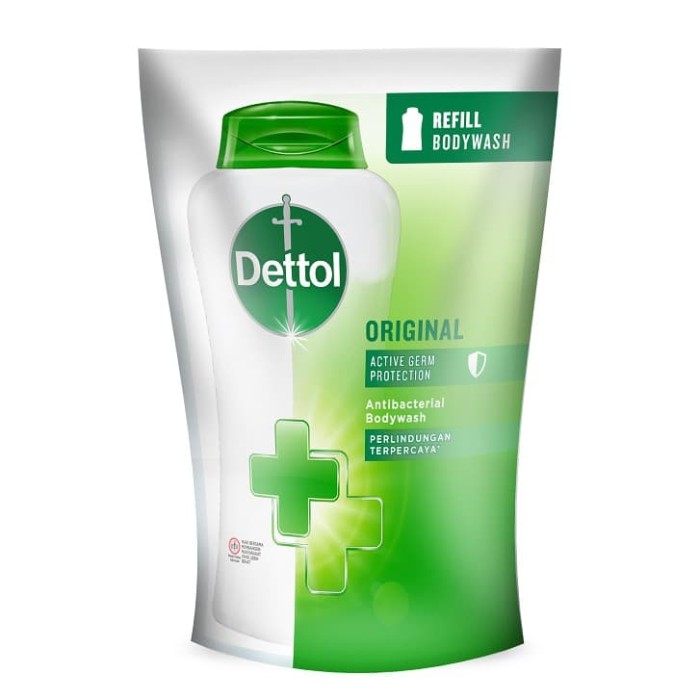 REFILL
BODYWASH
Dettol
ORIGINAL
ACTIVE GERM
PROTECTION
Antibacterial
Bodywash
PERLINDUNGAN
TERPERCAYA*